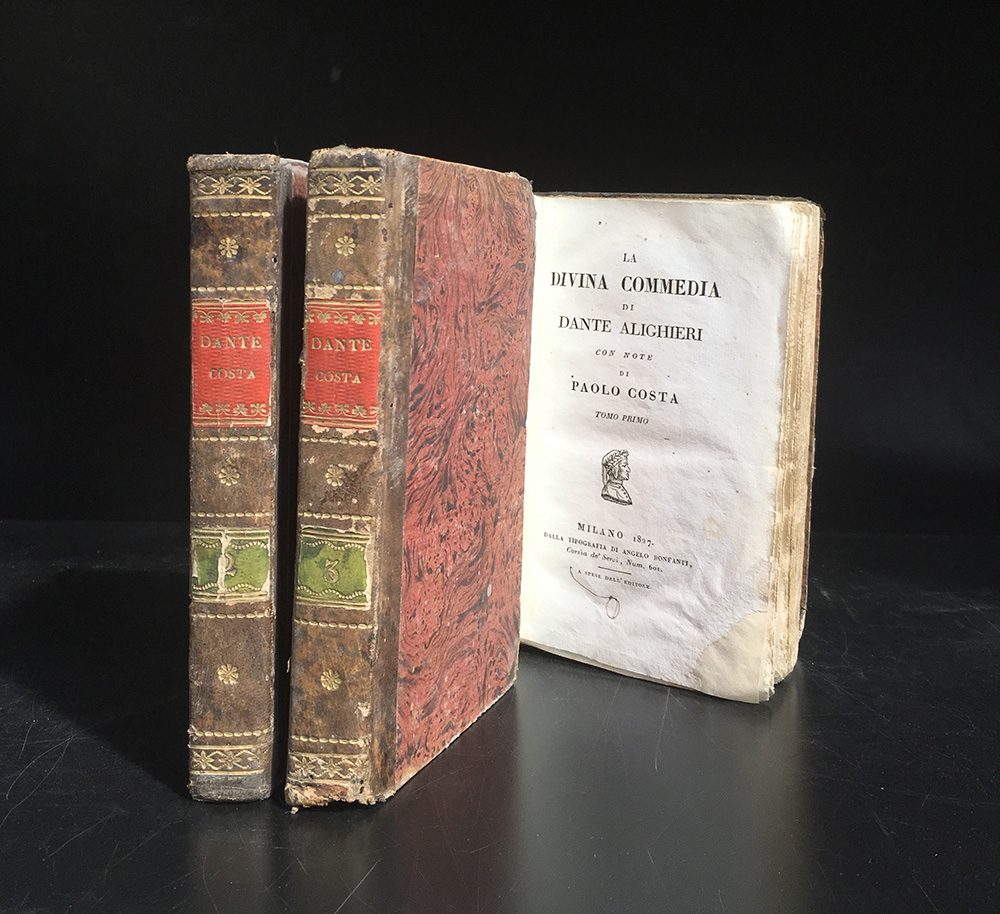 DANTE
COSTA
2
DANTE
COSTA
3
LA
DIVINA COMMEDIA
DI
DANTE ALIGHIERI
CON NOTE
DI
PAOLO COSTA
TOMO PRIMO
MILANO 1827.
DALLA TIPOGRAFIA DI ANGELO BONFANTI,
Corsia de' Servi, Num. 601.
A SPESE DELL' EDITORE.